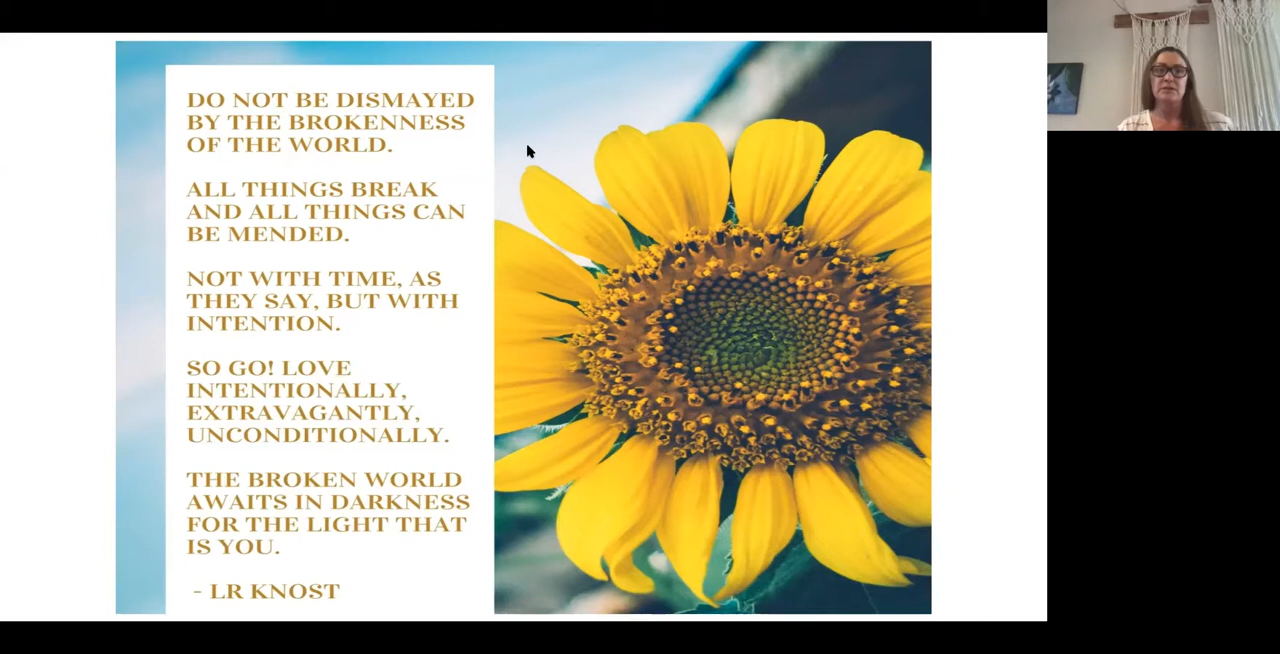 DO NOT BE DISMAYED
BY THE BROKENNESS
OF THE WORLD.
ALL THINGS BREAK
AND ALL THINGS CAN
BE MENDED.
NOT WITH TIME, AS
THEY SAY, BUT WITH
INTENTION.
SO GO! LOVE
INTENTIONALLY,
EXTRAVAGANTLY,
UNCONDITIONALLY.
THE BROKEN WORLD
AWAITS IN DARKNESS
FOR THE LIGHT THAT
IS YOU.
- LR KNOST